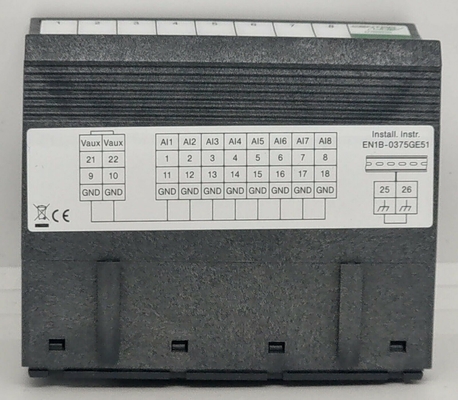 1 2 3 4 5 6 7 8
Install. Instr.
EN1B-0375GE51
Vaux Vaux AI1 AI2 AI3 AI4 AI5 AI6 AI7 AI8
21 22 1 2 3 4 5 6 7 8
9 10 11 12 13 14 15 16 17 18
GND GND GND GND GND GND GND GND GND GND
25 26
CE